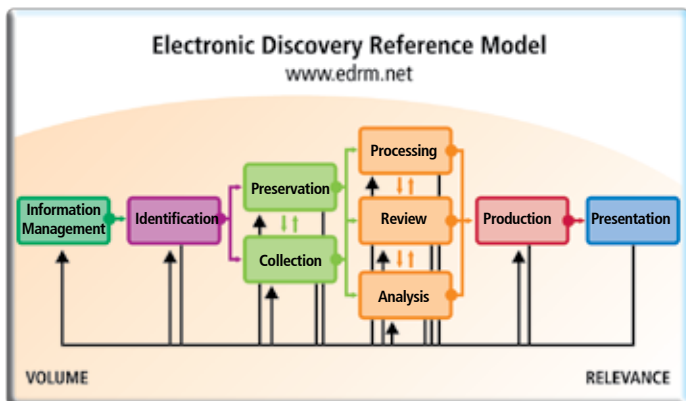 Electronic Discovery Reference Model
www.edrm.net
Information
Management
Identification
Preservation
Collection
Processing
Review
Analysis
Production
Presentation
VOLUME
RELEVANCE